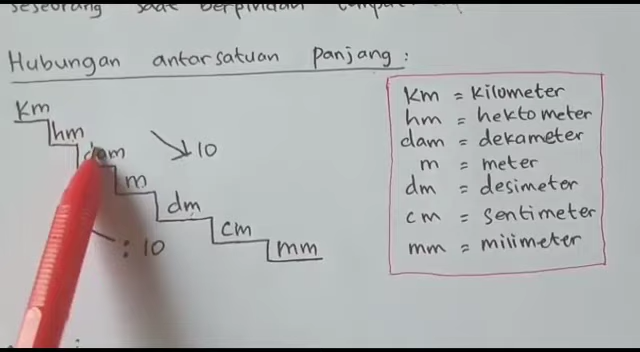 Hubungan antarsatuan panjang :
km
hm
dam
m
dm
cm
mm
10
: 10
km = kilometer
hm = hektometer
dam = dekameter
m = meter
dm = desimeter
cm = sentimeter
mm = milimeter